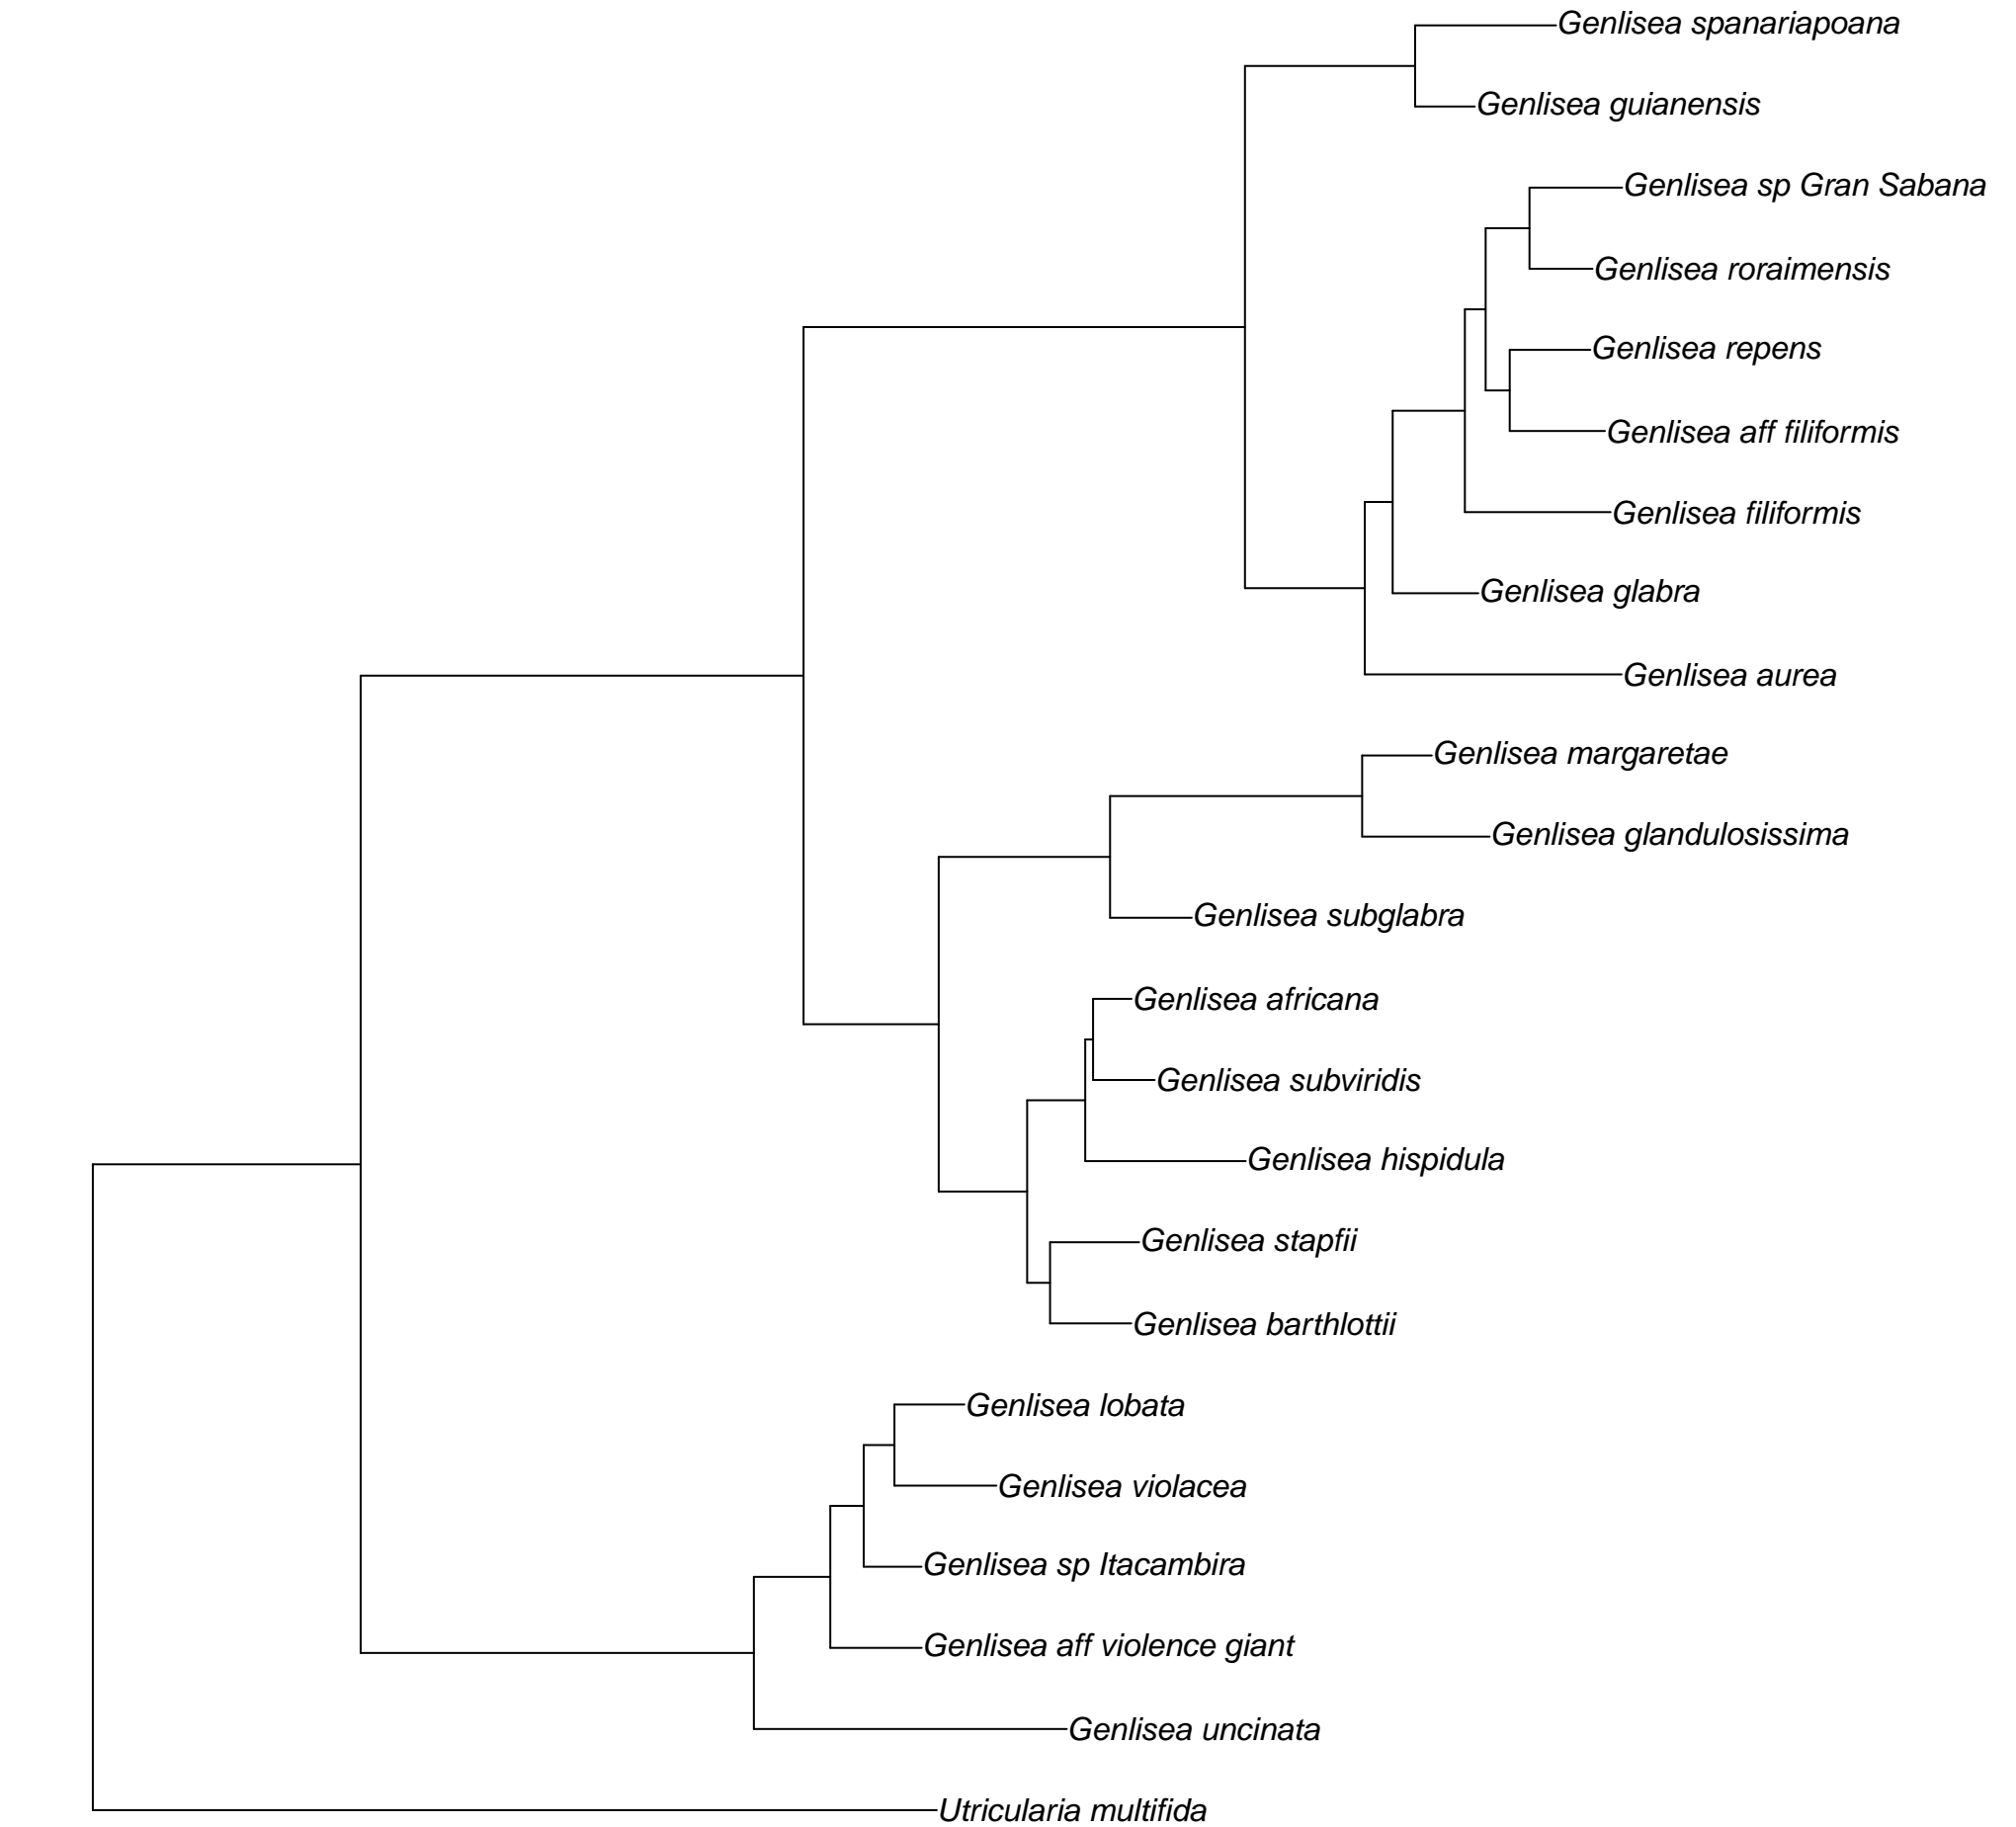 Genlisea spanariapoana
Genlisea guianensis
Genlisea sp Gran Sabana
Genlisea roraimensis
Genlisea repens
Genlisea aff filiformis
Genlisea filiformis
Genlisea glabra
Genlisea aurea
Genlisea margaretae
Genlisea glandulosissima
Genlisea subglabra
Genlisea africana
Genlisea subviridis
Genlisea hispidula
Genlisea stapfii
Genlisea barthlottii
Genlisea lobata
Genlisea violacea
Genlisea sp Itacambira
Genlisea aff violence giant
Genlisea uncinata
Utricularia multifida